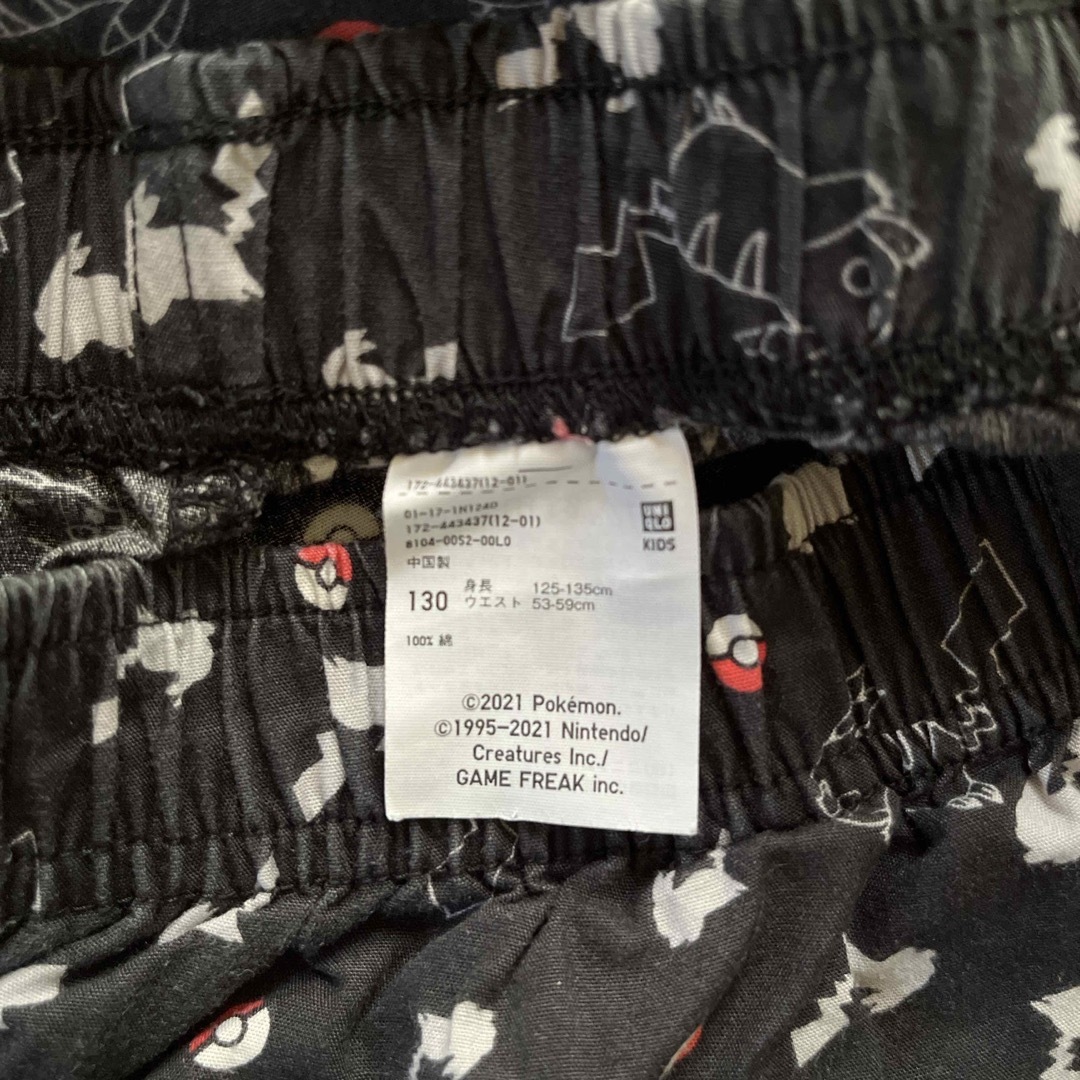 172-443437(12-01)
01-17-1N1240
172-443437(12-01)
8104-00S2-00L0
UNI
QLO
KIDS
中国製
130
身長 125-135cm
ウエスト 53-59cm
100% 綿
©2021 Pokémon.
©1995–2021 Nintendo/
Creatures Inc./
GAME FREAK inc.